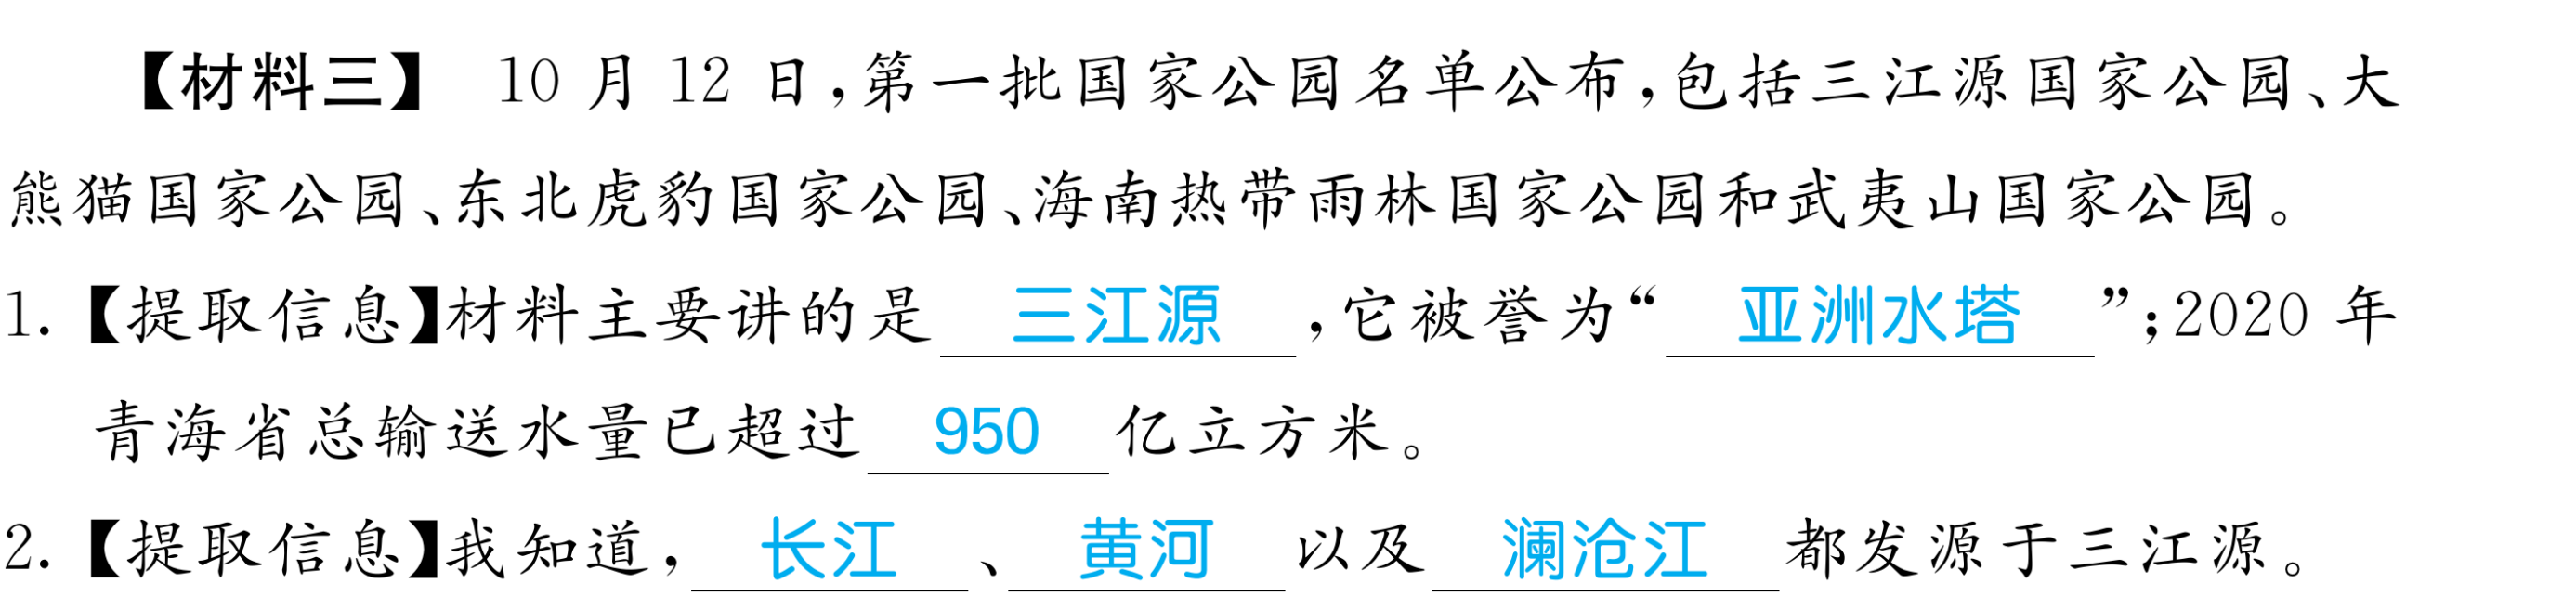 【材料三】 10 月 12 日,第一批国家公园名单公布,包括三江源国家公园、大
熊猫国家公园、东北虎豹国家公园、海南热带雨林国家公园和武夷山国家公园。
1.【提取信息】材料主要讲的是 三江源 ,它被誉为“ 亚洲水塔 ”;2020 年
青海省总输送水量已超过 950 亿立方米。
2.【提取信息】我知道, 长江 、 黄河 以及 澜沧江 都发源于三江源。